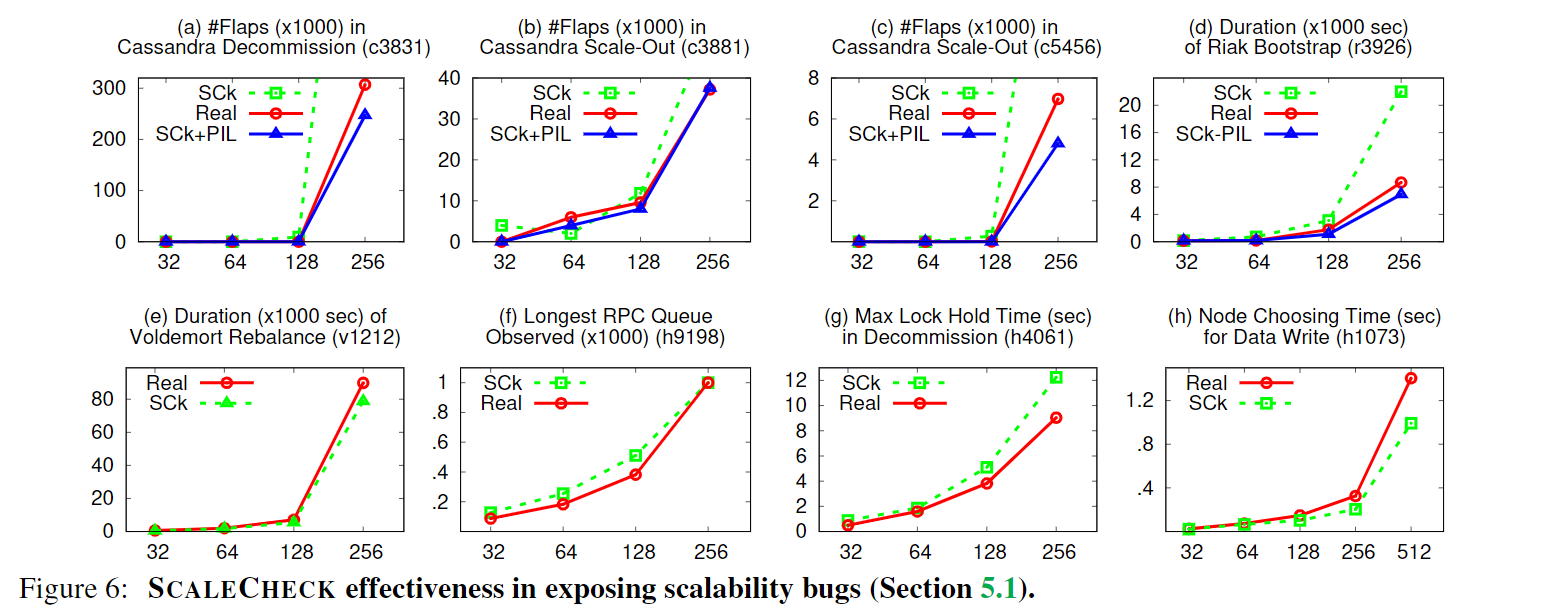 (a) #Flaps (x1000) in
Cassandra Decommission (c3831)
SCk
Real
SCk+PIL
300
200
100
0
32 64 128 256
(b) #Flaps (x1000) in
Cassandra Scale-Out (c3881)
SCk
Real
SCk+PIL
40
30
20
10
0
32 64 128 256
(c) #Flaps (x1000) in
Cassandra Scale-Out (c5456)
SCk
Real
SCk+PIL
8
6
4
2
32 64 128 256
(d) Duration (x1000 sec)
of Riak Bootstrap (r3926)
SCk
Real
SCk-PIL
20
16
12
8
4
0
32 64 128 256
(e) Duration (x1000 sec) of
Voldemort Rebalance (v1212)
Real
SCk
80
60
40
20
0
32 64 128 256
(f) Longest RPC Queue
Observed (x1000) (h9198)
SCk
Real
1
.8
.6
.4
.2
32 64 128 256
(g) Max Lock Hold Time (sec)
in Decommission (h4061)
SCk
Real
12
10
8
6
4
2
0
32 64 128 256
(h) Node Choosing Time (sec)
for Data Write (h1073)
Real
SCk
1.2
.8
.4
32 64 128 256 512
Figure 6: SCALECHECK effectiveness in exposing scalability bugs (Section 5.1).